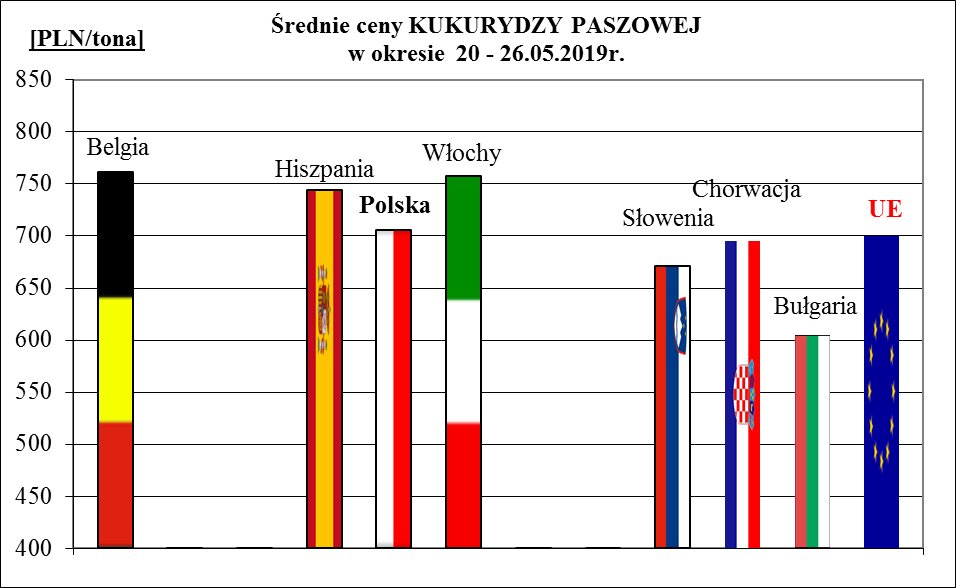 Średnie ceny KUKURYDZY PASZOWEJ
w okresie 20 - 26.05.2019r.
[PLN/tona]
850
800
750
700
650
600
550
500
450
400
Belgia
Hiszpania
Polska
Włochy
Słowenia
Chorwacja
Bułgaria
UE